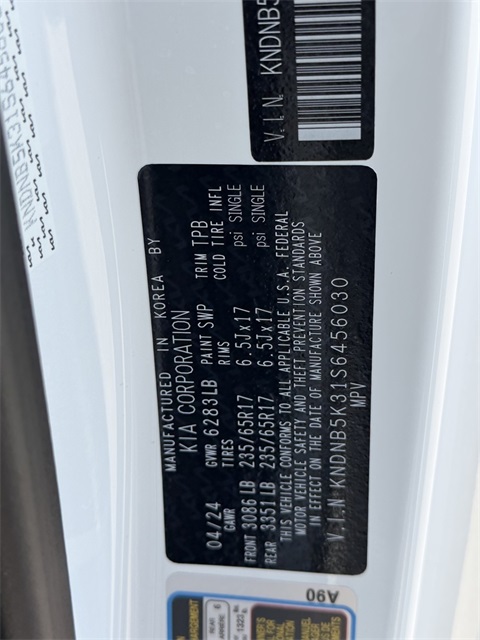 MANUFACTURED IN KOREA BY
KIA CORPORATION
04/24 GVWR 6283LB PAINT SWP TRIM TPB
GAWR TIRES RIMS COLD TIRE INFL
FRONT 3086 LB 235/65R17 6.5Jx17 psi SINGLE
REAR 3351 LB 235/65R17 6.5Jx17 psi SINGLE
THIS VEHICLE CONFORMS TO ALL APPLICABLE U.S.A. FEDERAL
MOTOR VEHICLE SAFETY AND THEFT PREVENTION STANDARDS
IN EFFECT ON THE DATE OF MANUFACTURE SHOWN ABOVE
V.I.N KNDNB5K31S6456030
MPV
V.I.N. KNDNB5
A90